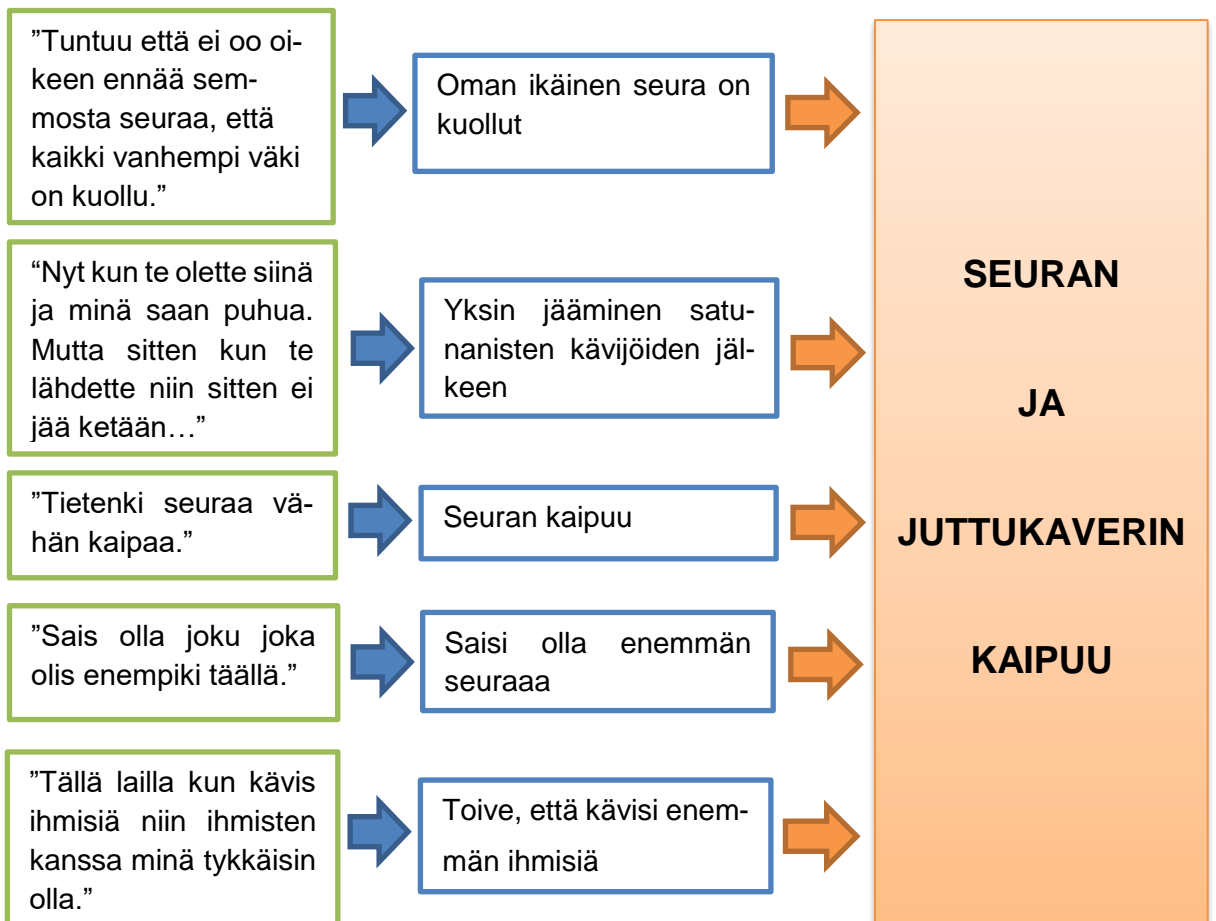 ”Tuntuu että ei oo oi-
keen ennää sem-
mosta seuraa, että
kaikki vanhempi väki
on kuollu.”
Oman ikäinen seura on
kuollut
“Nyt kun te olette siinä
ja minä saan puhua.
Mutta sitten kun te
lähdette niin sitten ei
jää ketään…”
Yksin jääminen satu-
nanisten kävijöiden jäl-
keen
”Tietenki seuraa vä-
hän kaipaa.”
Seuran kaipuu
”Sais olla joku joka
olis enempiki täällä.”
Saisi olla enemmän
seuraaa
”Tällä lailla kun kävis
ihmisiä niin ihmisten
kanssa minä tykkäisin
olla.”
Toive, että kävisi enem-
män ihmisiä
SEURAN
JA
JUTTUKAVERIN
KAIPUU